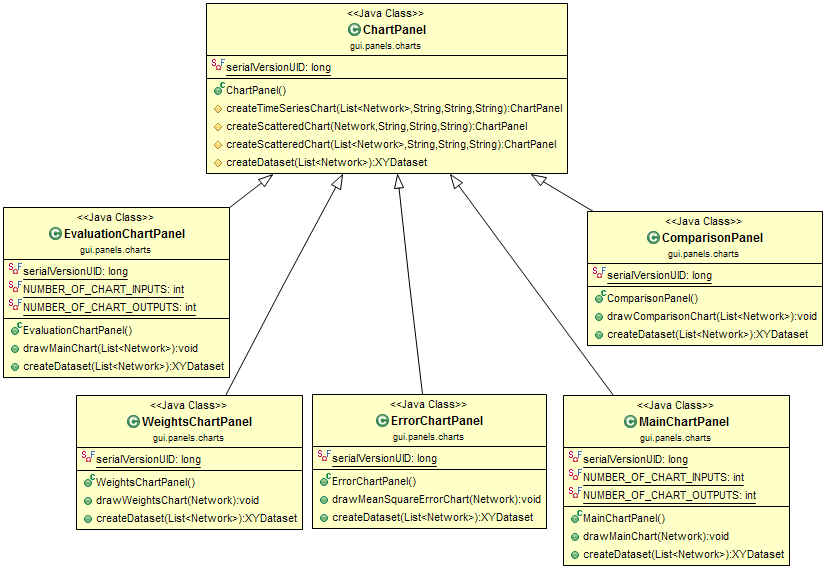 <<Java Class>>
ChartPanel
gui.panels.charts
serialVersionUID: long
ChartPanel()
createTimeSeriesChart(List<Network>,String,String,String):ChartPanel
createScatteredChart(Network,String,String,String):ChartPanel
createScatteredChart(List<Network>,String,String,String):ChartPanel
createDataset(List<Network>):XYDataset
<<Java Class>>
EvaluationChartPanel
gui.panels.charts
serialVersionUID: long
NUMBER_OF_CHART_INPUTS: int
NUMBER_OF_CHART_OUTPUTS: int
EvaluationChartPanel()
drawMainChart(List<Network>):void
createDataset(List<Network>):XYDataset
<<Java Class>>
ComparisonPanel
gui.panels.charts
serialVersionUID: long
ComparisonPanel()
drawComparisonChart(List<Network>):void
createDataset(List<Network>):XYDataset
<<Java Class>>
WeightsChartPanel
gui.panels.charts
serialVersionUID: long
WeightsChartPanel()
drawWeightsChart(Network):void
createDataset(List<Network>):XYDataset
<<Java Class>>
ErrorChartPanel
gui.panels.charts
serialVersionUID: long
ErrorChartPanel()
drawMeanSquareErrorChart(Network):void
createDataset(List<Network>):XYDataset
<<Java Class>>
MainChartPanel
gui.panels.charts
serialVersionUID: long
NUMBER_OF_CHART_INPUTS: int
NUMBER_OF_CHART_OUTPUTS: int
MainChartPanel()
drawMainChart(Network):void
createDataset(List<Network>):XYDataset